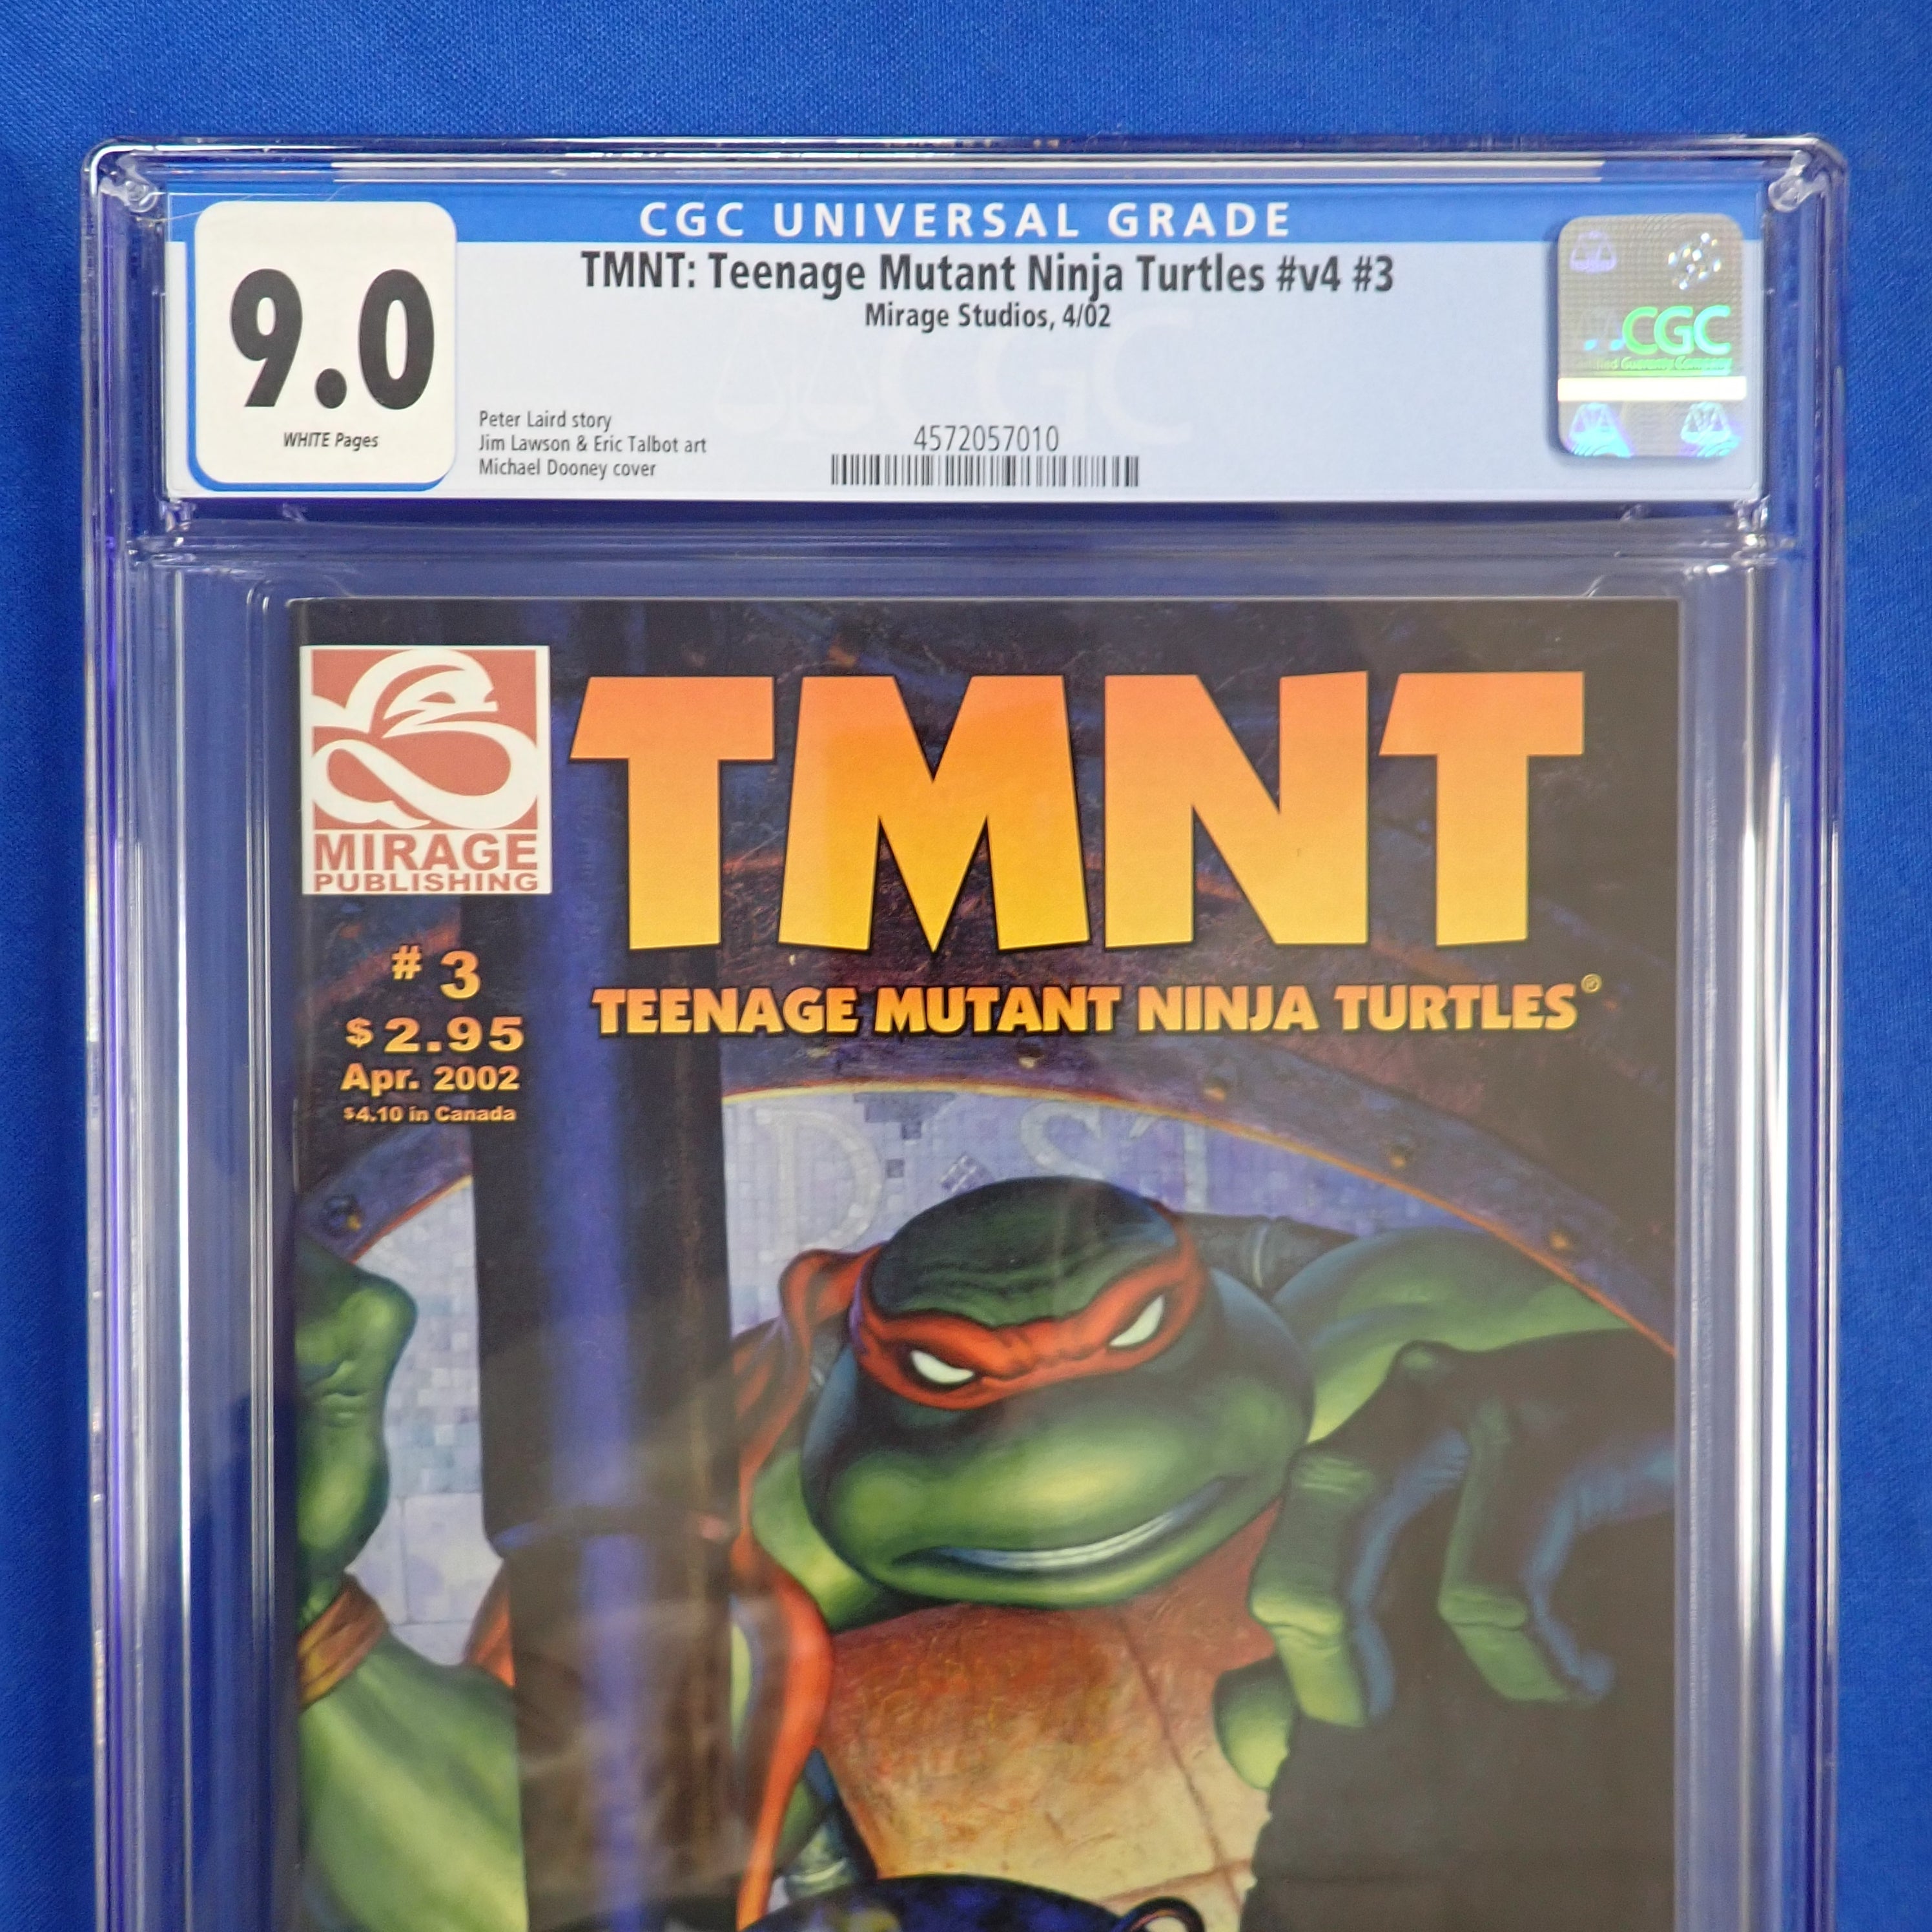 CGC UNIVERSAL GRADE
9.0
WHITE Pages
TMNT: Teenage Mutant Ninja Turtles #v4 #3
Mirage Studios, 4/02
Peter Laird story
Jim Lawson & Eric Talbot art
Michael Dooney cover
4572057010
CGC
MIRAGE
PUBLISHING
TMNT
TEENAGE MUTANT NINJA TURTLES®
# 3
$2.95
Apr. 2002
$4.10 in Canada
D ST